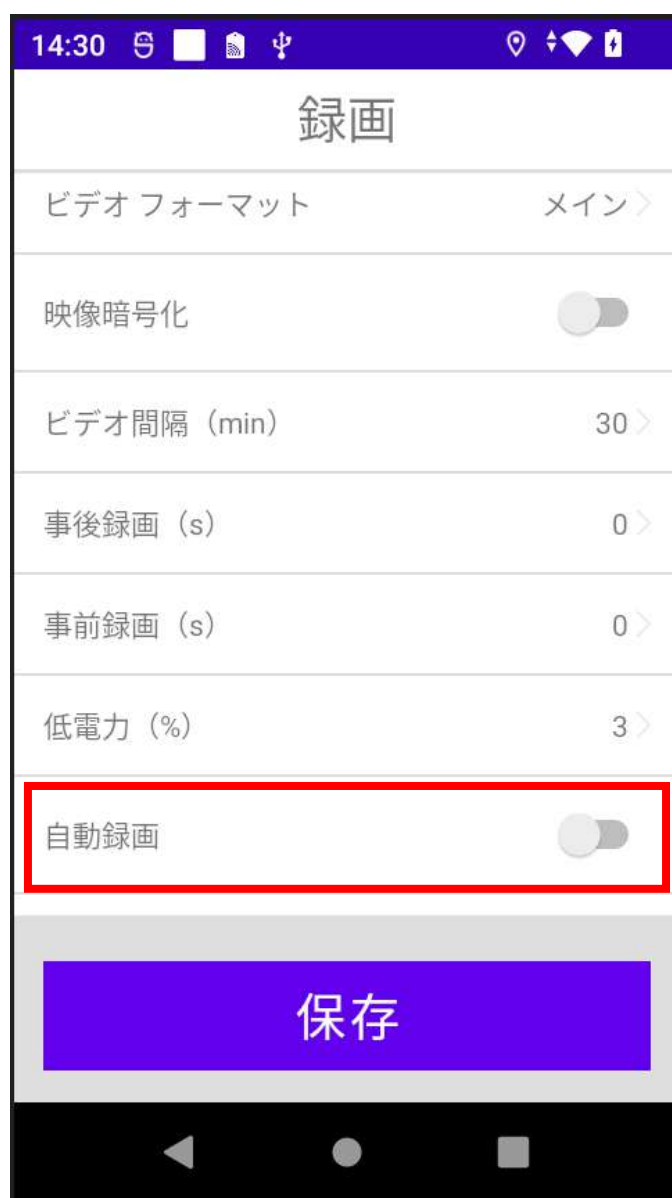 14:30
録画
ビデオ フォーマット メイン
映像暗号化
ビデオ間隔（min） 30
事後録画（s） 0
事前録画（s） 0
低電力（%） 3
自動録画
保存